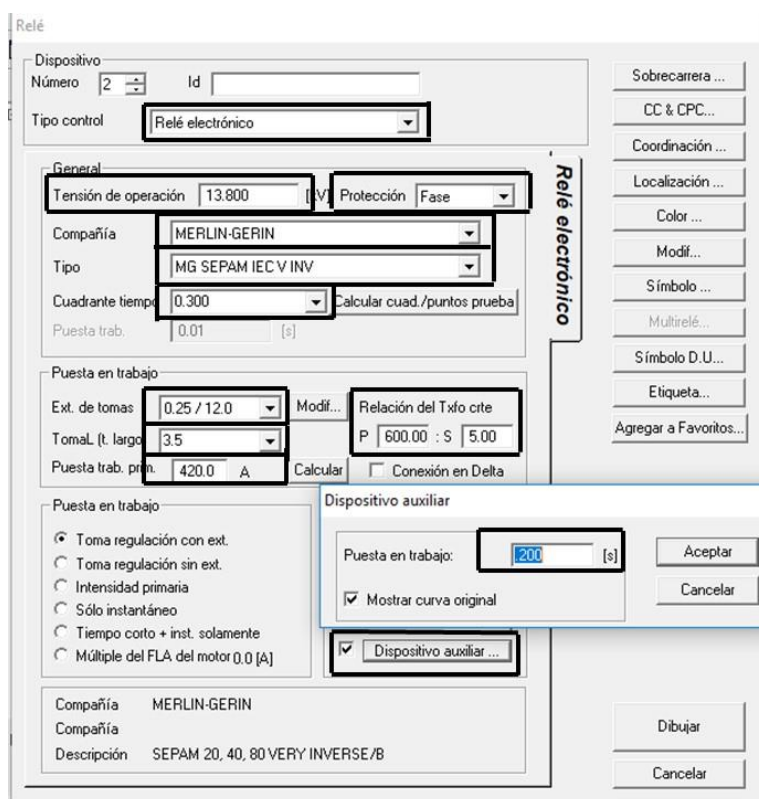 Relé
Dispositivo
Número 2 Id
Tipo control Relé electrónico
General
Tensión de operación 13.800 Protección Fase
Compañía MERLIN-GERIN
Tipo MG SEPAM IEC V INV
Cuadrante tiempo 0.300 Calcular cuad./puntos prueba
Puesta trab. 0.01 [s]
Relé electrónico
Puesta en trabajo
Ext. de tomas 0.25 / 12.0 Modif... Relación del Txfo crte
TomaL (t. largo 3.5 P 600.00 : S 5.00
Puesta trab. prim. 420.0 A Calcular Conexión en Delta
Puesta en trabajo
Toma regulación con ext.
Toma regulación sin ext.
Intensidad primaria
Sólo instantáneo
Tiempo corto + inst. solamente
Múltiple del FLA del motor 0.0 [A]
Dispositivo auxiliar
Puesta en trabajo: .200 [s] Aceptar
Mostrar curva original Cancelar
Dispositivo auxiliar ...
Compañía MERLIN-GERIN
Compañía
Descripción SEPAM 20, 40, 80 VERY INVERSE/B
Sobrecarrera ...
CC & CPC...
Coordinación ...
Localización ...
Color ...
Modif...
Símbolo ...
Multirelé...
Símbolo D.U...
Etiqueta...
Agregar a Favoritos...
Dibujar
Cancelar